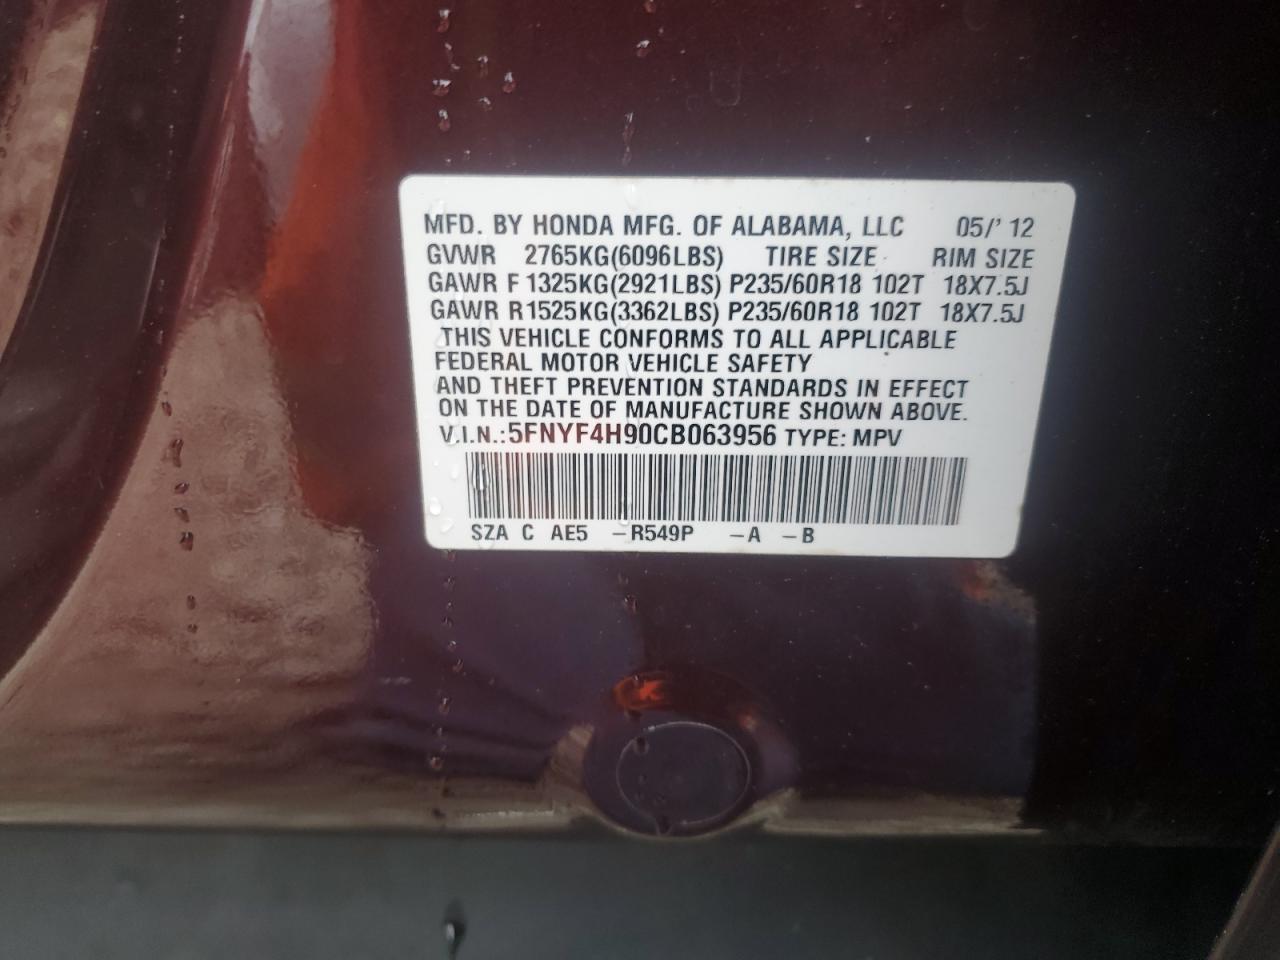 MFD. BY HONDA MFG. OF ALABAMA, LLC 05/' 12
GVWR 2765KG(6096LBS) TIRE SIZE RIM SIZE
GAWR F 1325KG(2921LBS) P235/60R18 102T 18X7.5J
GAWR R1525KG(3362LBS) P235/60R18 102T 18X7.5J
THIS VEHICLE CONFORMS TO ALL APPLICABLE
FEDERAL MOTOR VEHICLE SAFETY
AND THEFT PREVENTION STANDARDS IN EFFECT
ON THE DATE OF MANUFACTURE SHOWN ABOVE.
V.I.N.:5FNYF4H90CB063956 TYPE: MPV
SZA C AE5 –R549P –A –B